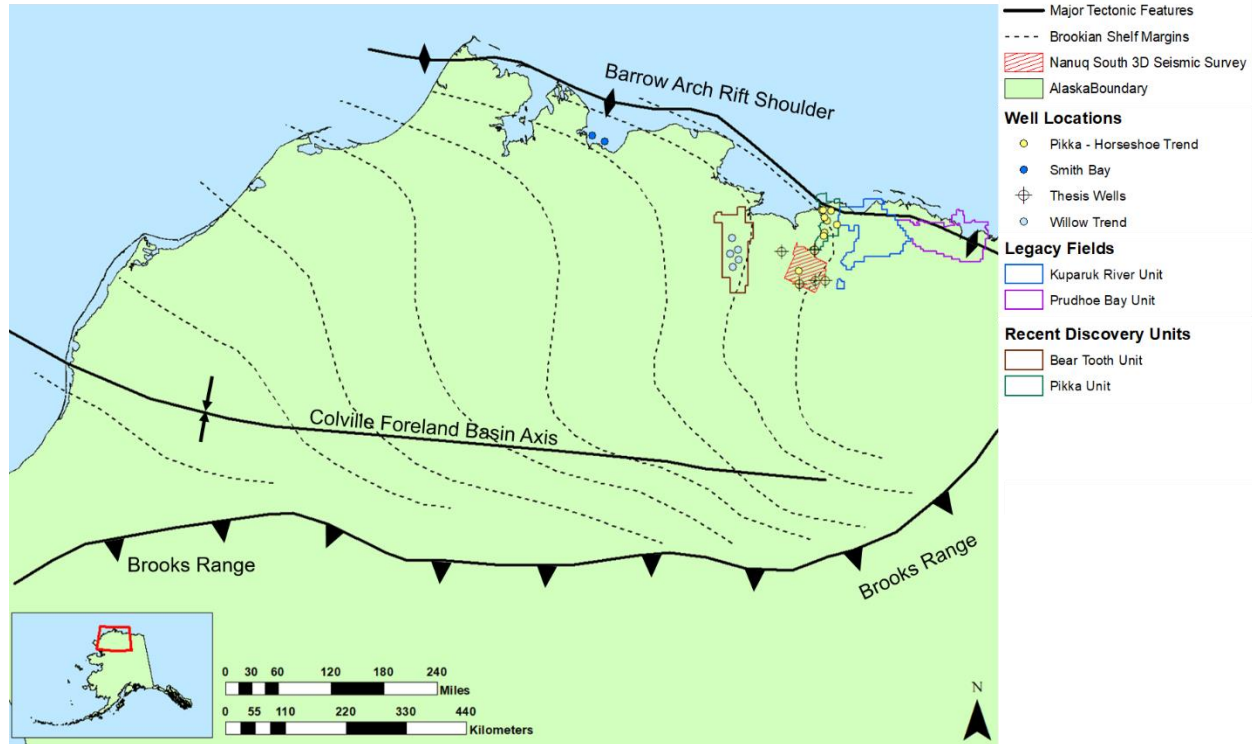 Barrow Arch Rift Shoulder
Colville Foreland Basin Axis
Brooks Range
Brooks Range
0 30 60 120 180 240
Miles
0 55 110 220 330 440
Kilometers
N
Major Tectonic Features
Brookian Shelf Margins
Nanuq South 3D Seismic Survey
AlaskaBoundary
Well Locations
Pikka - Horseshoe Trend
Smith Bay
Thesis Wells
Willow Trend
Legacy Fields
Kuparuk River Unit
Prudhoe Bay Unit
Recent Discovery Units
Bear Tooth Unit
Pikka Unit